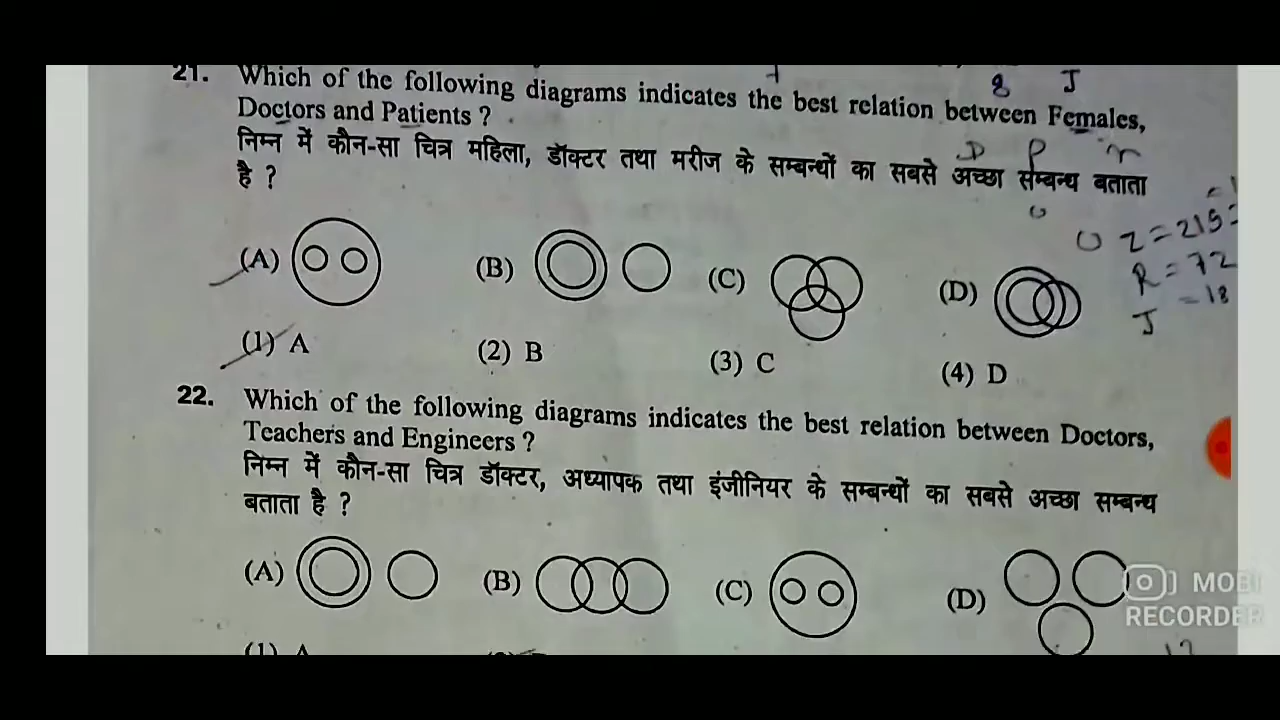 21. Which of the following diagrams indicates the best relation between Females,
Doctors and Patients ?
निम्न में कौन-सा चित्र महिला, डॉक्टर तथा मरीज के सम्बन्धों का सबसे अच्छा सम्बन्ध बताता
है ?
(A) (B) (C) (D)
(1) A (2) B (3) C (4) D
22. Which of the following diagrams indicates the best relation between Doctors,
Teachers and Engineers ?
निम्न में कौन-सा चित्र डॉक्टर, अध्यापक तथा इंजीनियर के सम्बन्धों का सबसे अच्छा सम्बन्ध
बताता है ?
(A) (B) (C) (D)
(1) A
J
D P
R = 72
J = 18
MOBI
RECORDER